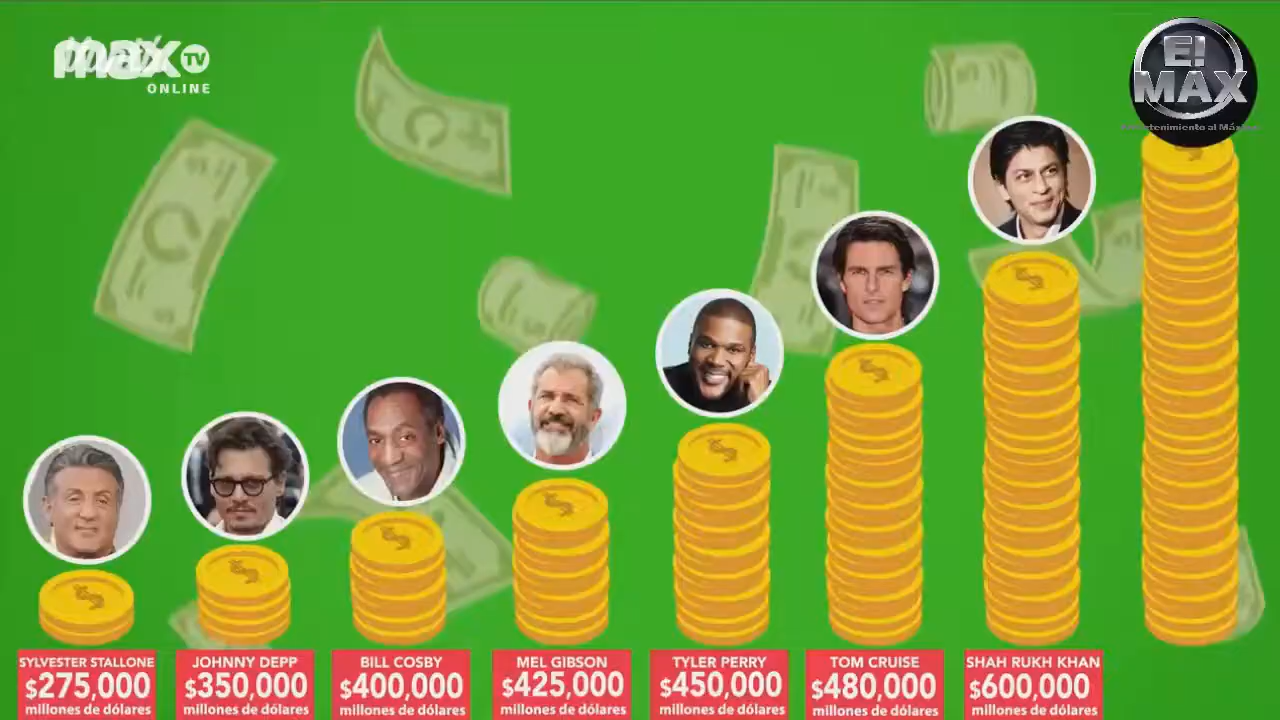 max TV
ONLINE
E!
MAX
SYLVESTER STALLONE
$275,000
millones de dólares
JOHNNY DEPP
$350,000
millones de dólares
BILL COSBY
$400,000
millones de dólares
MEL GIBSON
$425,000
millones de dólares
TYLER PERRY
$450,000
millones de dólares
TOM CRUISE
$480,000
millones de dólares
SHAH RUKH KHAN
$600,000
millones de dólares